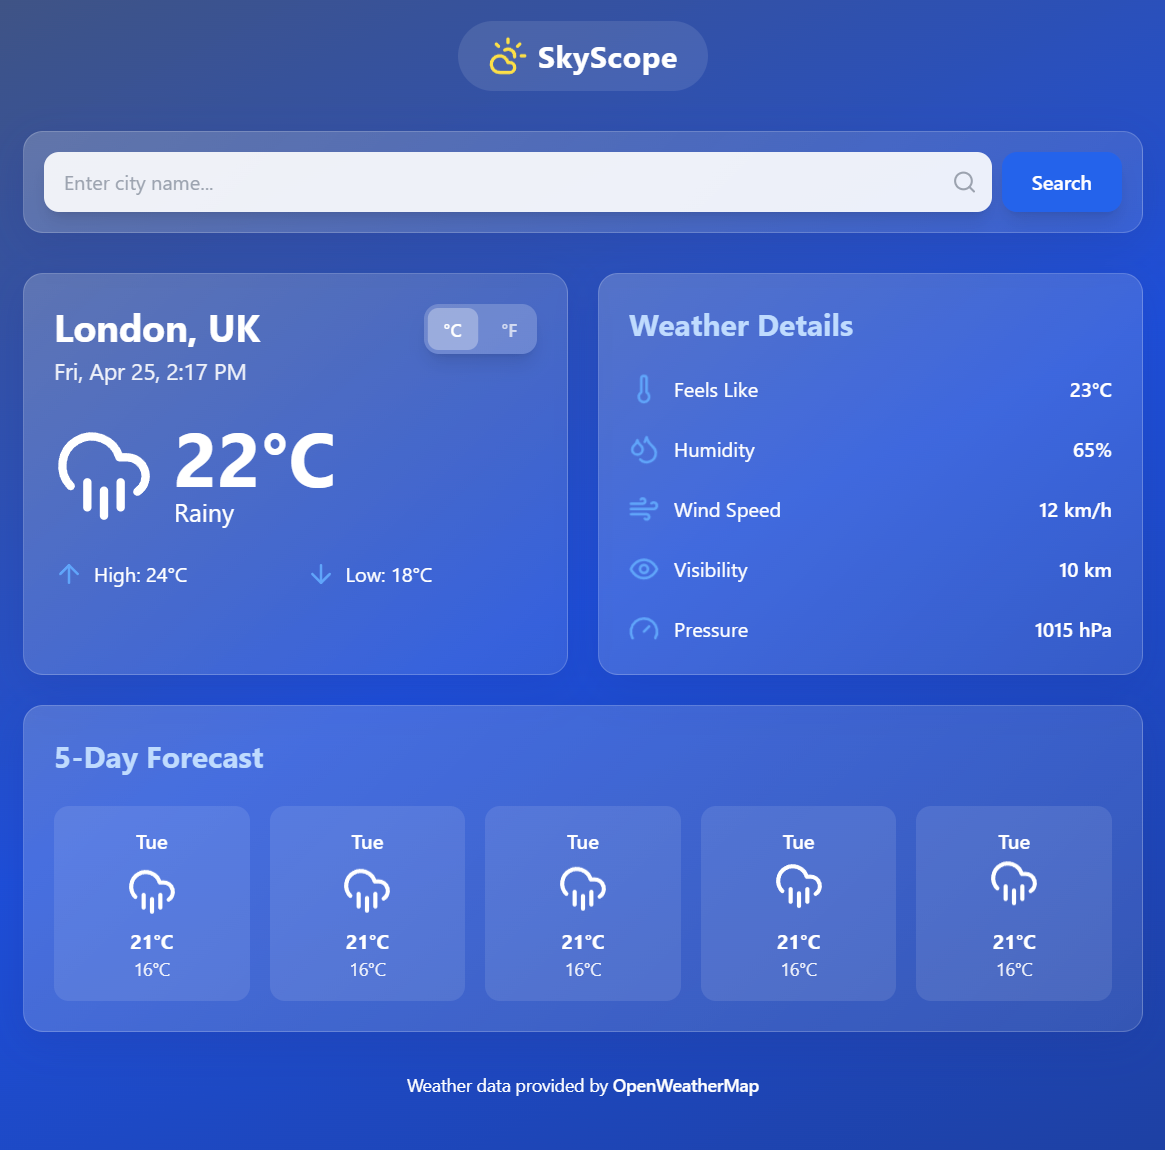 SkyScope
Enter city name...
Search
London, UK
°C °F
Fri, Apr 25, 2:17 PM
22°C
Rainy
High: 24°C
Low: 18°C
Weather Details
Feels Like 23°C
Humidity 65%
Wind Speed 12 km/h
Visibility 10 km
Pressure 1015 hPa
5-Day Forecast
Tue
21°C
16°C
Tue
21°C
16°C
Tue
21°C
16°C
Tue
21°C
16°C
Tue
21°C
16°C
Weather data provided by OpenWeatherMap